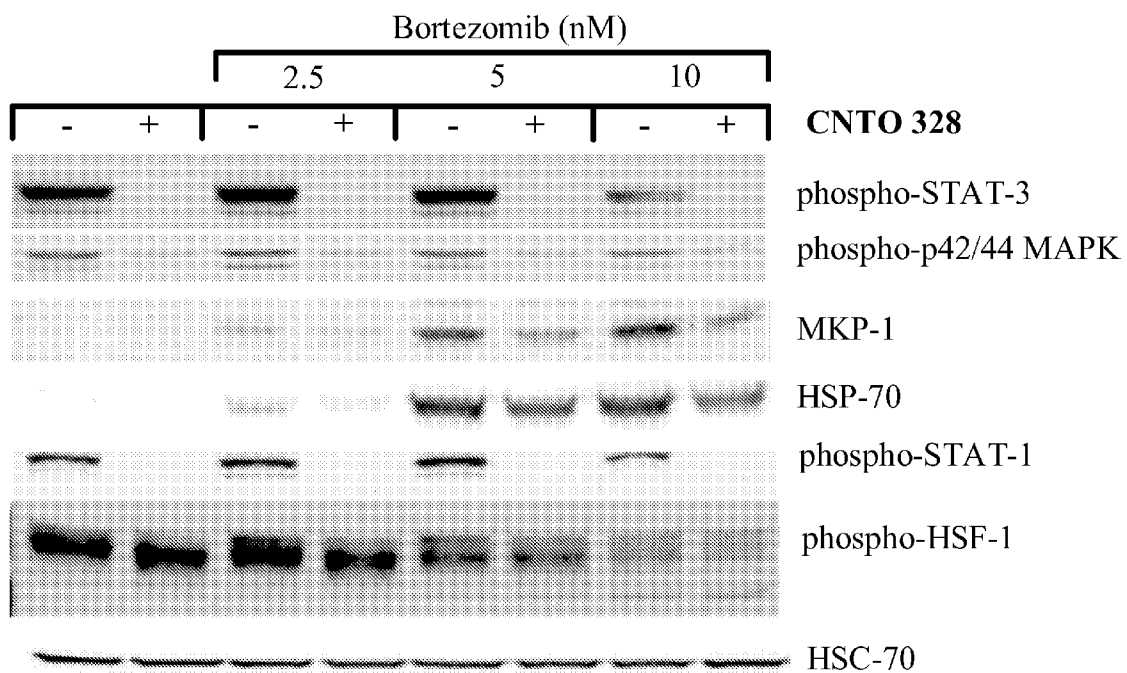 Bortezomib (nM)
2.5 5 10
- + - + - + - + CNTO 328
phospho-STAT-3
phospho-p42/44 MAPK
MKP-1
HSP-70
phospho-STAT-1
phospho-HSF-1
HSC-70